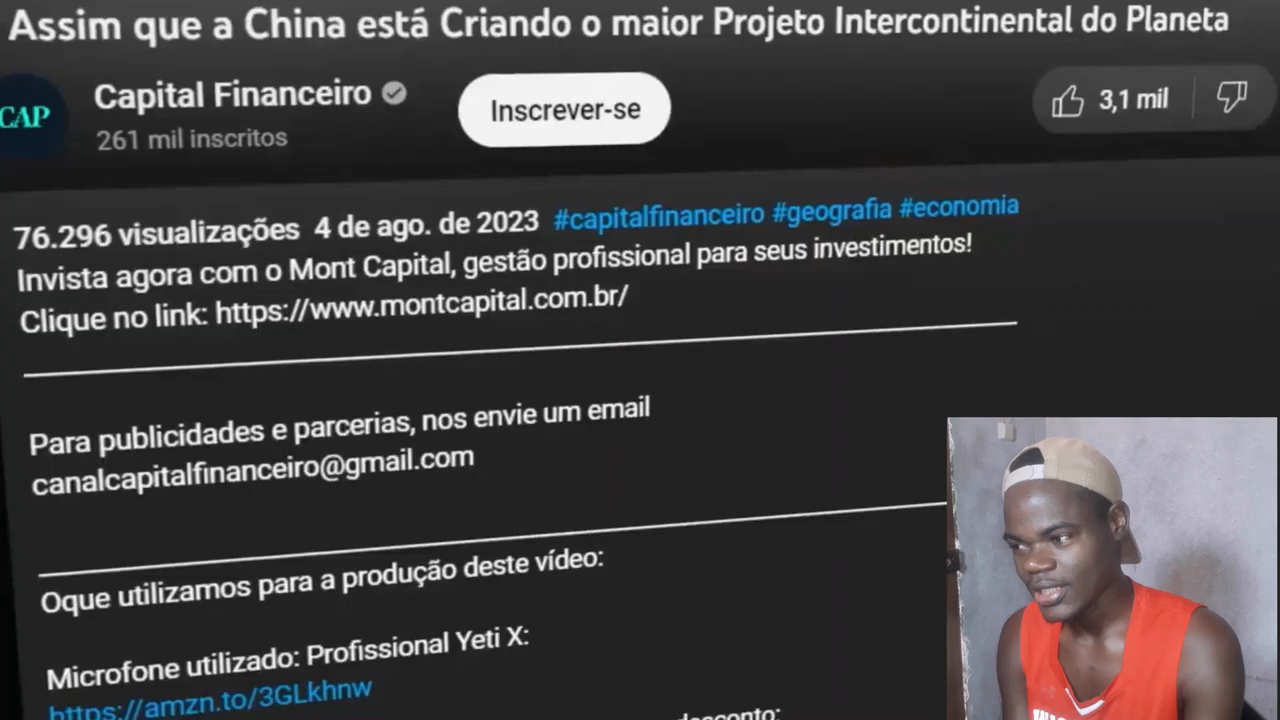 Assim que a China está Criando o maior Projeto Intercontinental do Planeta
CAP
Capital Financeiro
261 mil inscritos
Inscrever-se
3,1 mil
76.296 visualizações 4 de ago. de 2023 #capitalfinanceiro #geografia #economia
Invista agora com o Mont Capital, gestão profissional para seus investimentos!
Clique no link: https://www.montcapital.com.br/
Para publicidades e parcerias, nos envie um email
canalcapitalfinanceiro@gmail.com
Oque utilizamos para a produção deste vídeo:
Microfone utilizado: Profissional Yeti X:
https://amzn.to/3GLkhnw
desconto: